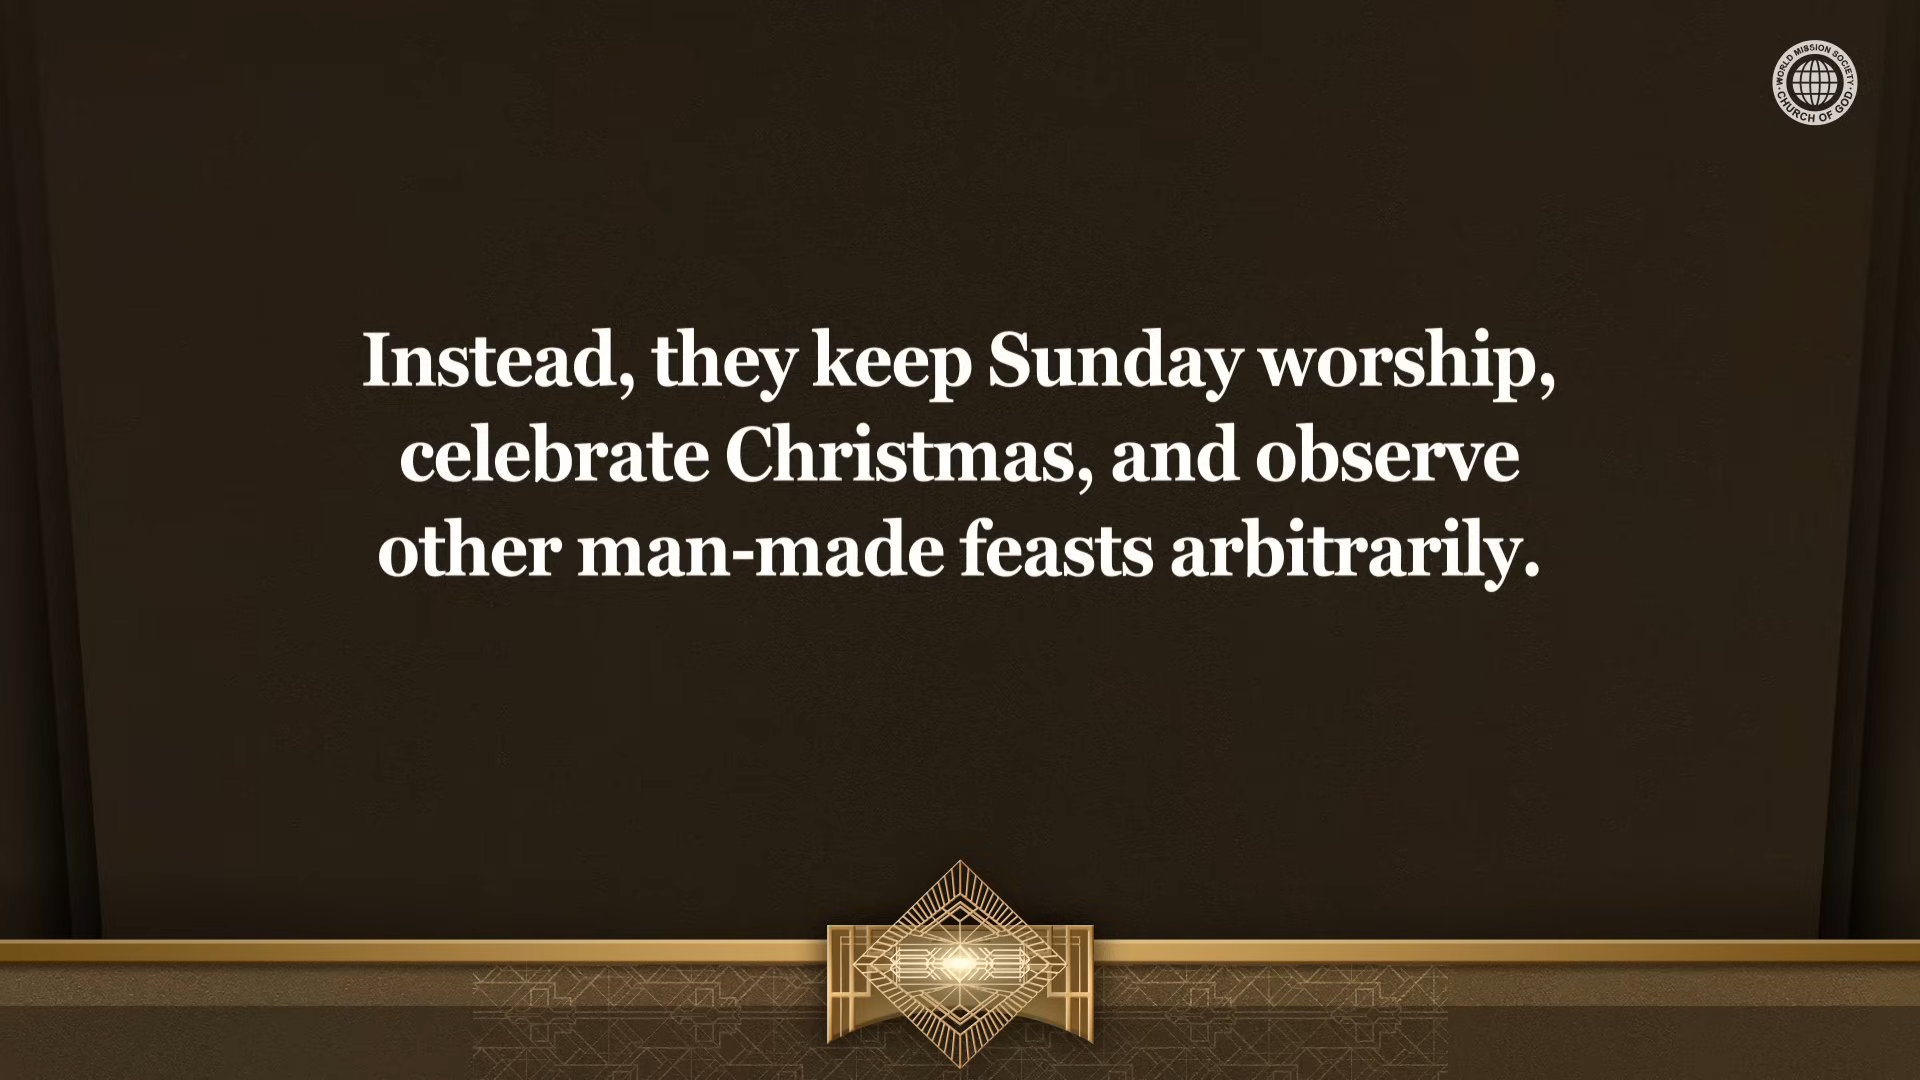 WORLD MISSION SOCIETY
CHURCH OF GOD
Instead, they keep Sunday worship,
celebrate Christmas, and observe
other man-made feasts arbitrarily.